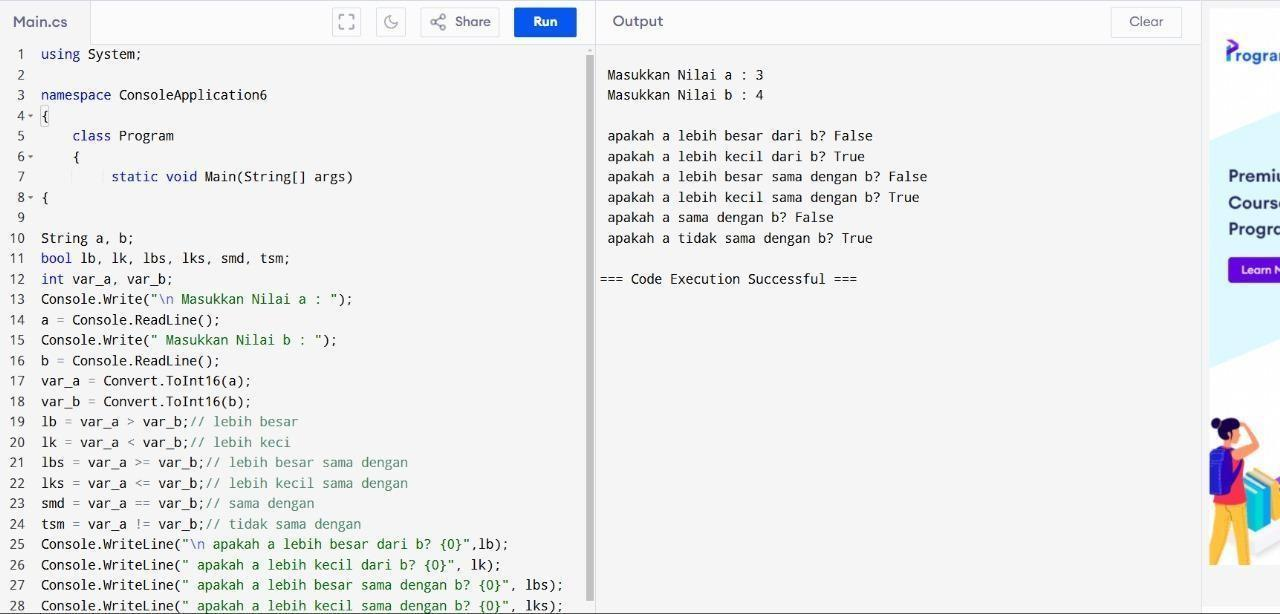 Main.cs
Share
Run
1 using System;
2
3 namespace ConsoleApplication6
4 {
5 class Program
6 {
7 static void Main(String[] args)
8 {
9
10 String a, b;
11 bool lb, lk, lbs, lks, smd, tsm;
12 int var_a, var_b;
13 Console.Write("\n Masukkan Nilai a : ");
14 a = Console.ReadLine();
15 Console.Write(" Masukkan Nilai b : ");
16 b = Console.ReadLine();
17 var_a = Convert.ToInt16(a);
18 var_b = Convert.ToInt16(b);
19 lb = var_a > var_b;// lebih besar
20 lk = var_a < var_b;// lebih keci
21 lbs = var_a >= var_b;// lebih besar sama dengan
22 lks = var_a <= var_b;// lebih kecil sama dengan
23 smd = var_a == var_b;// sama dengan
24 tsm = var_a != var_b;// tidak sama dengan
25 Console.WriteLine("\n apakah a lebih besar dari b? {0}",lb);
26 Console.WriteLine(" apakah a lebih kecil dari b? {0}", lk);
27 Console.WriteLine(" apakah a lebih besar sama dengan b? {0}", lbs);
28 Console.WriteLine(" apakah a lebih kecil sama dengan b? {0}", lks);
Output
Clear
Masukkan Nilai a : 3
Masukkan Nilai b : 4
apakah a lebih besar dari b? False
apakah a lebih kecil dari b? True
apakah a lebih besar sama dengan b? False
apakah a lebih kecil sama dengan b? True
apakah a sama dengan b? False
apakah a tidak sama dengan b? True
=== Code Execution Successful ===
Progra
Premiu
Cours
Progra
Learn